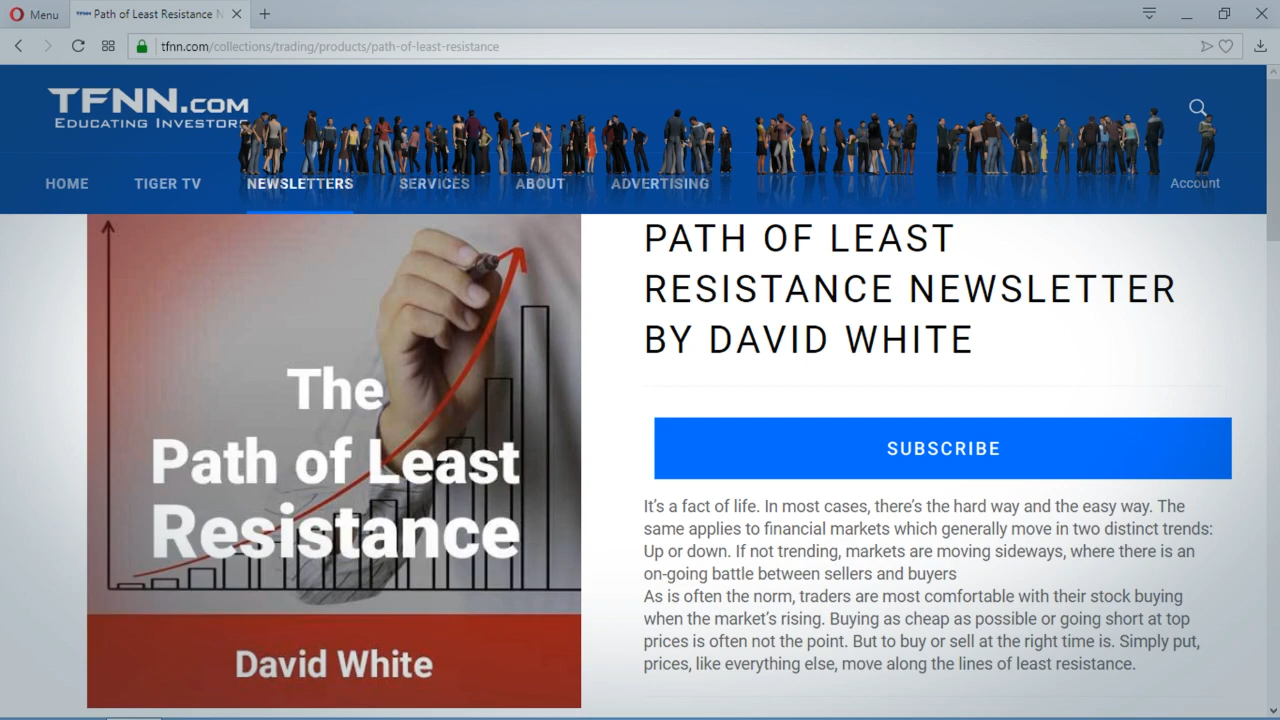 Menu
TFNN Path of Least Resistance N
tfnn.com/collections/trading/products/path-of-least-resistance
TFNN.COM
EDUCATING INVESTORS
HOME TIGER TV NEWSLETTERS SERVICES ABOUT ADVERTISING Account
PATH OF LEAST
RESISTANCE NEWSLETTER
BY DAVID WHITE
The
Path of Least
Resistance
David White
SUBSCRIBE
It’s a fact of life. In most cases, there’s the hard way and the easy way. The
same applies to financial markets which generally move in two distinct trends:
Up or down. If not trending, markets are moving sideways, where there is an
on-going battle between sellers and buyers
As is often the norm, traders are most comfortable with their stock buying
when the market’s rising. Buying as cheap as possible or going short at top
prices is often not the point. But to buy or sell at the right time is. Simply put,
prices, like everything else, move along the lines of least resistance.